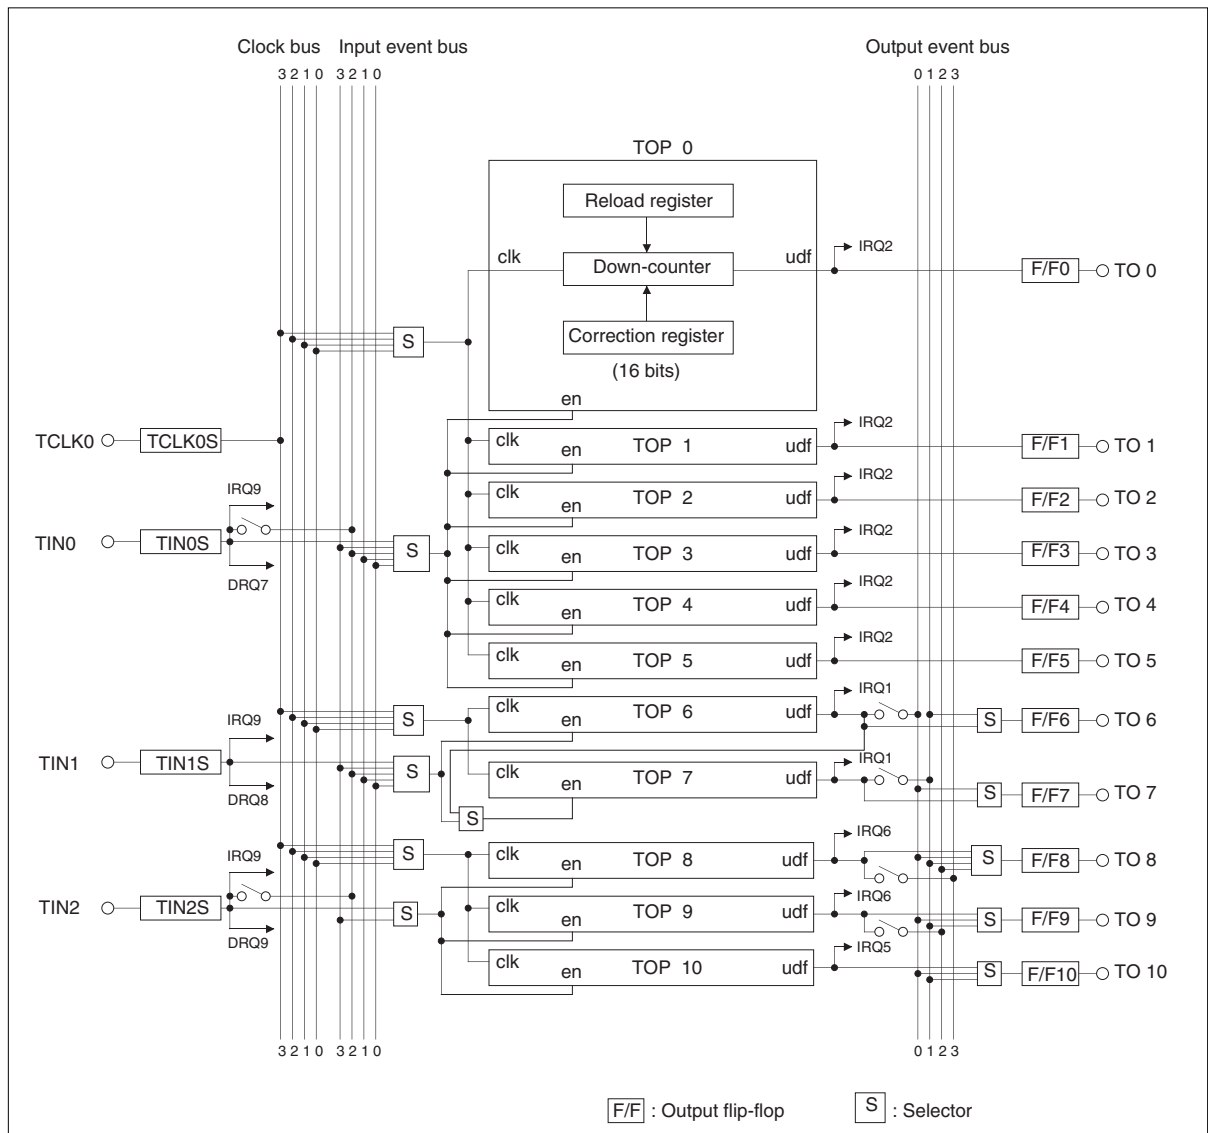 Clock bus Input event bus Output event bus
3 2 1 0 3 2 1 0 0 1 2 3
TOP 0
Reload register
IRQ2
clk Down-counter udf F/F0 TO 0
Correction register
S
(16 bits)
en
IRQ2
TCLK0 TCLK0S clk en TOP 1 udf F/F1 TO 1
IRQ9
IRQ2
clk en TOP 2 udf F/F2 TO 2
IRQ2
TIN0 TIN0S S clk en TOP 3 udf F/F3 TO 3
DRQ7
IRQ2
clk en TOP 4 udf F/F4 TO 4
IRQ2
clk en TOP 5 udf F/F5 TO 5
IRQ1
IRQ9
S clk en TOP 6 udf S F/F6 TO 6
IRQ1
TIN1 TIN1S S clk en TOP 7 udf S F/F7 TO 7
DRQ8
S
IRQ6
IRQ9
S clk en TOP 8 udf S F/F8 TO 8
IRQ6
TIN2 TIN2S S clk en TOP 9 udf S F/F9 TO 9
DRQ9
IRQ5
clk en TOP 10 udf S F/F10 TO 10
3 2 1 0 3 2 1 0 0 1 2 3
F/F : Output flip-flop S : Selector